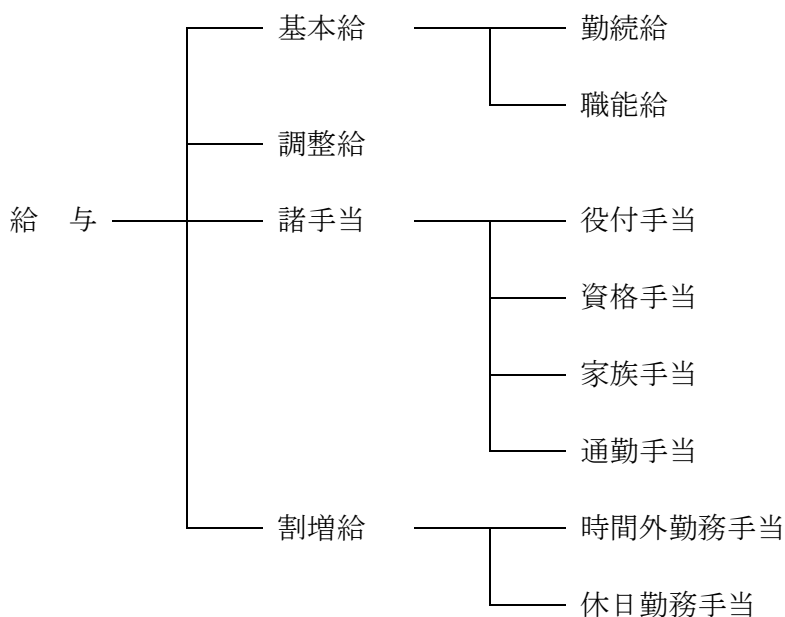 基本給 勤続給
職能給
調整給
給 与 諸手当 役付手当
資格手当
家族手当
通勤手当
割増給 時間外勤務手当
休日勤務手当